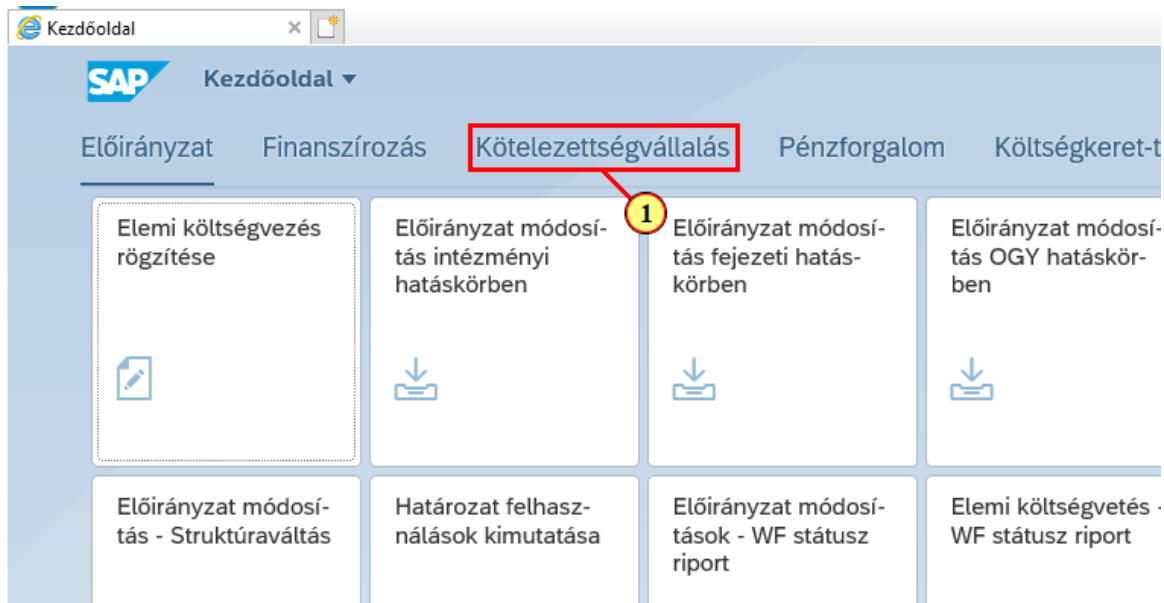 Kezdőoldal
SAP Kezdőoldal
Előirányzat Finanszírozás Kötelezettségvállalás Pénzforgalom Költségkeret-t
1
Elemi költségvezés
rögzítése
Előirányzat módosí-
tás intézményi
hatáskörben
Előirányzat módosí-
tás fejezeti hatás-
körben
Előirányzat módosí-
tás OGY hatáskör-
ben
Előirányzat módosí-
tás - Struktúraváltás
Határozat felhasz-
nálások kimutatása
Előirányzat módosí-
tások - WF státusz
riport
Elemi költségvetés -
WF státusz riport